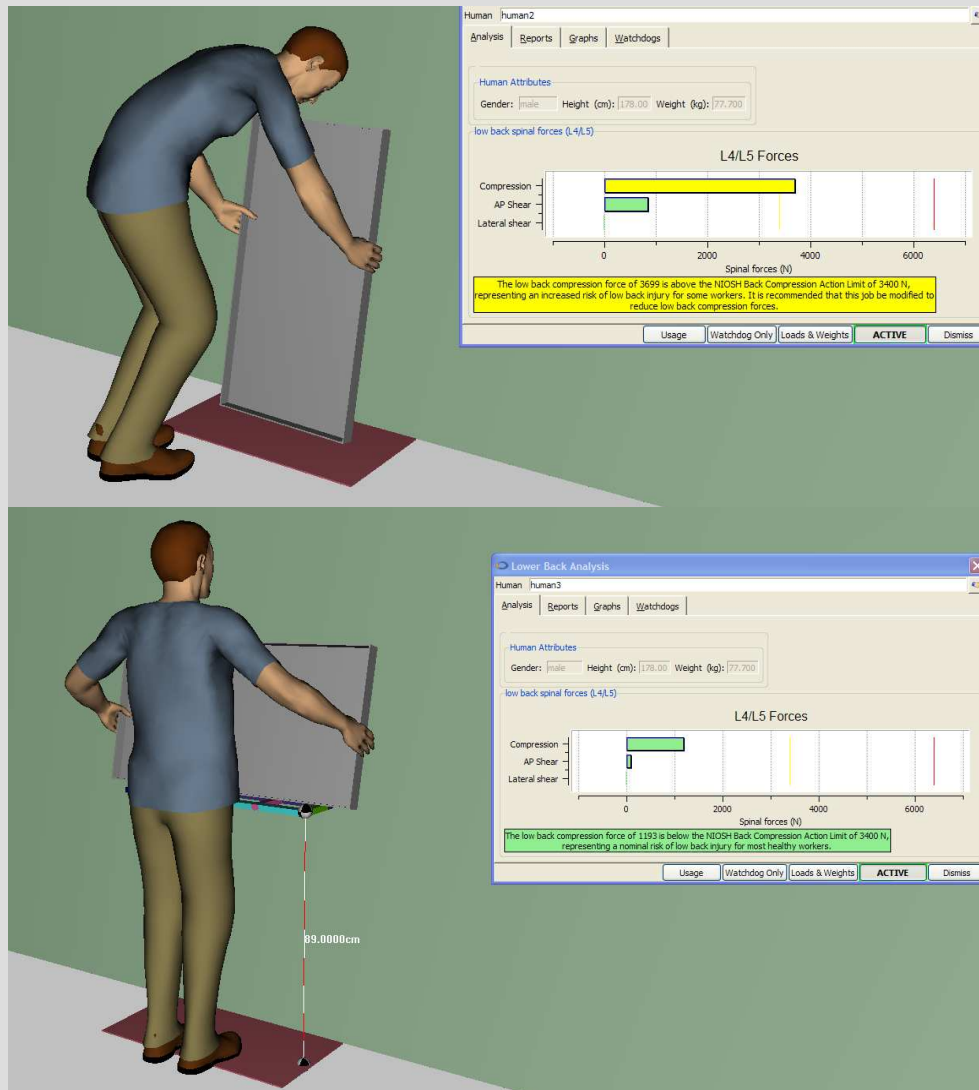 Human human2
Analysis Reports Graphs Watchdogs
Human Attributes
Gender: male Height (cm): 178.00 Weight (kg): 77.700
low back spinal forces (L4/L5)
L4/L5 Forces
Compression
AP Shear
Lateral shear
0 2000 4000 6000
Spinal forces (N)
The low back compression force of 3699 is above the NIOSH Back Compression Action Limit of 3400 N,
representing an increased risk of low back injury for some workers. It is recommended that this job be modified to
reduce low back compression forces.
Usage Watchdog Only Loads & Weights ACTIVE Dismiss
Lower Back Analysis
Human human3
Analysis Reports Graphs Watchdogs
Human Attributes
Gender: male Height (cm): 178.00 Weight (kg): 77.700
low back spinal forces (L4/L5)
L4/L5 Forces
Compression
AP Shear
Lateral shear
0 2000 4000 6000
Spinal forces (N)
The low back compression force of 1193 is below the NIOSH Back Compression Action Limit of 3400 N,
representing a nominal risk of low back injury for most healthy workers.
Usage Watchdog Only Loads & Weights ACTIVE Dismiss
89.0000cm